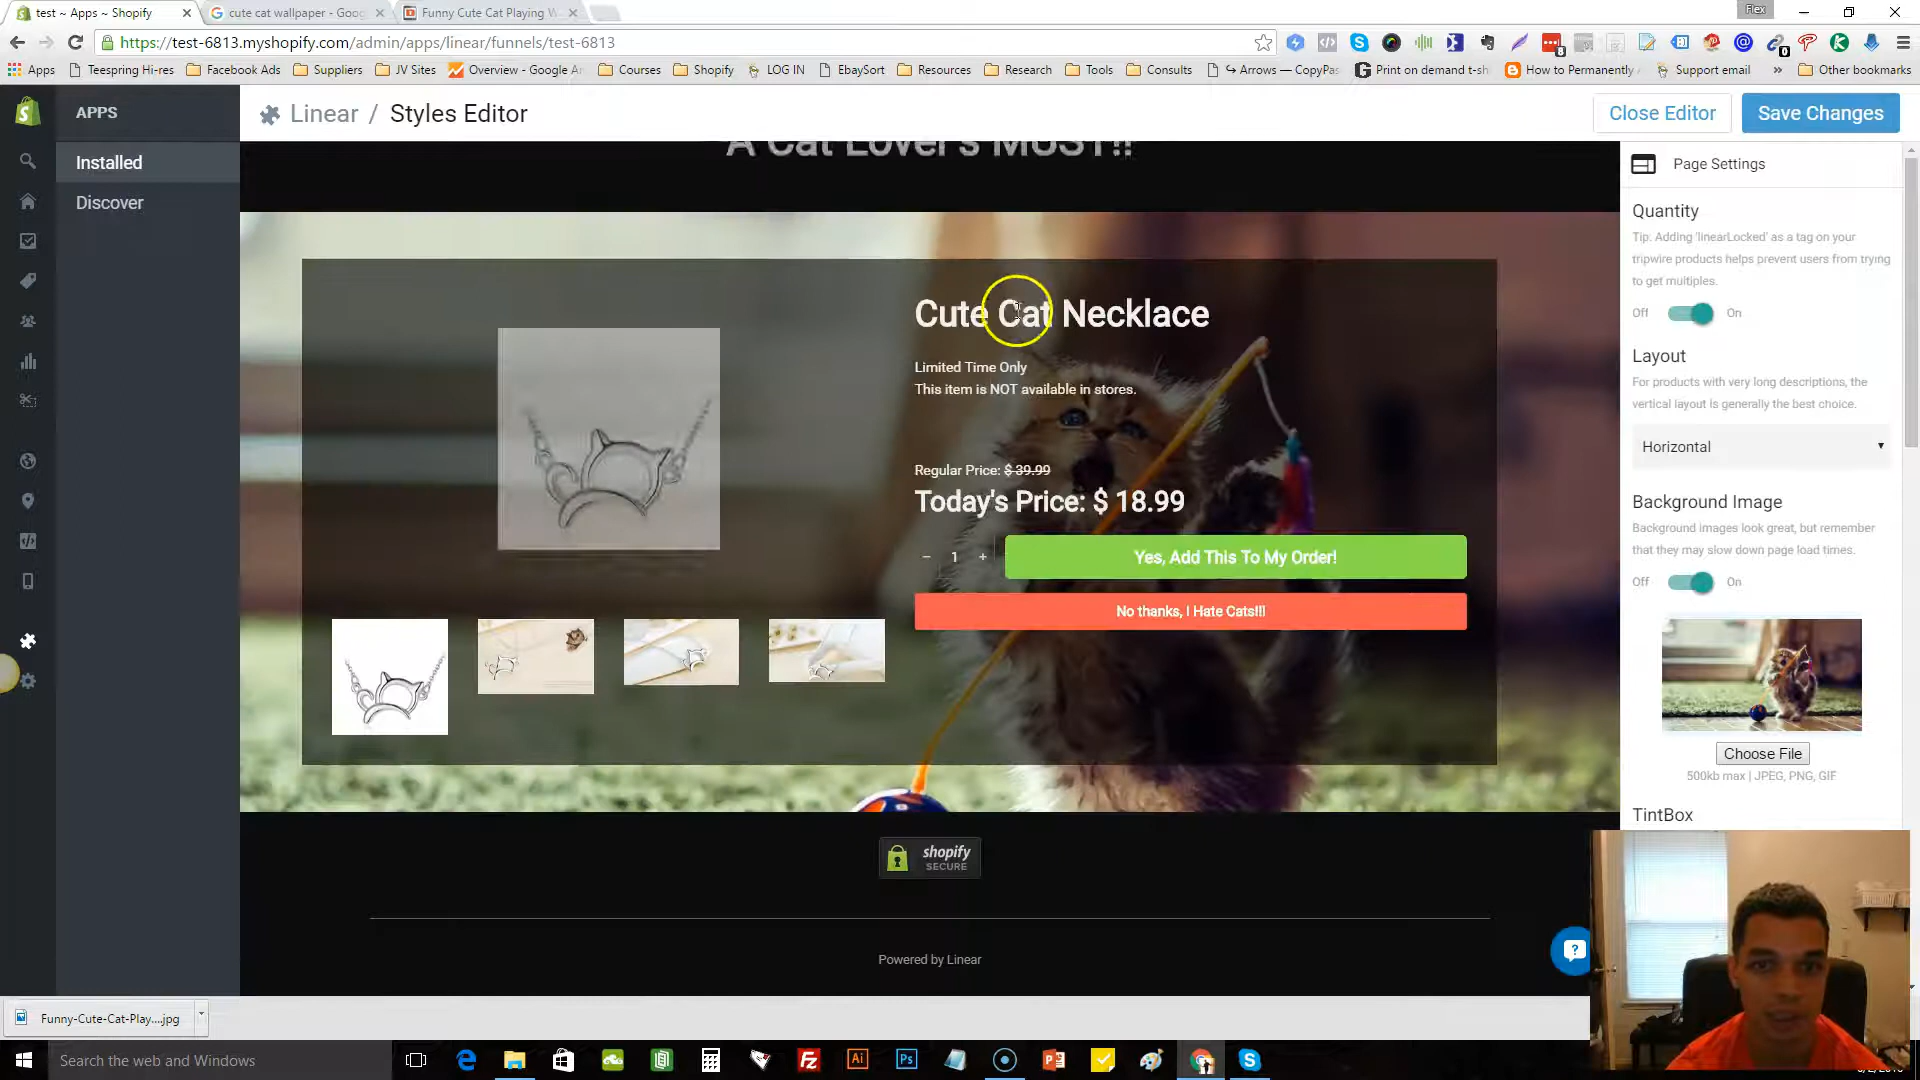 test ~ Apps ~ Shopify
cute cat wallpaper - Goog
Funny Cute Cat Playing W
Flex
https://test-6813.myshopify.com/admin/apps/linear/funnels/test-6813
Apps
Teespring Hi-res
Facebook Ads
Suppliers
JV Sites
Overview - Google A
Courses
Shopify
LOG IN
EbaySort
Resources
Research
Tools
Consults
Arrows — CopyPas
Print on demand t-sh
How to Permanently
Support email
»
Other bookmarks
APPS
Linear / Styles Editor
Close Editor
Save Changes
Installed
Discover
A Cat Lover's MUST!!
Cute Cat Necklace
Limited Time Only
This item is NOT available in stores.
Regular Price: $ 39.99
Today's Price: $ 18.99
− 1 +
Yes, Add This To My Order!
No thanks, I Hate Cats!!!
shopify
SECURE
Powered by Linear
Page Settings
Quantity
Tip: Adding 'linearLocked' as a tag on your
tripwire products helps prevent users from trying
to get multiples.
Off On
Layout
For products with very long descriptions, the
vertical layout is generally the best choice.
Horizontal
Background Image
Background images look great, but remember
that they may slow down page load times.
Off On
Choose File
500kb max | JPEG, PNG, GIF
TintBox
Funny-Cute-Cat-Play....jpg
Search the web and Windows